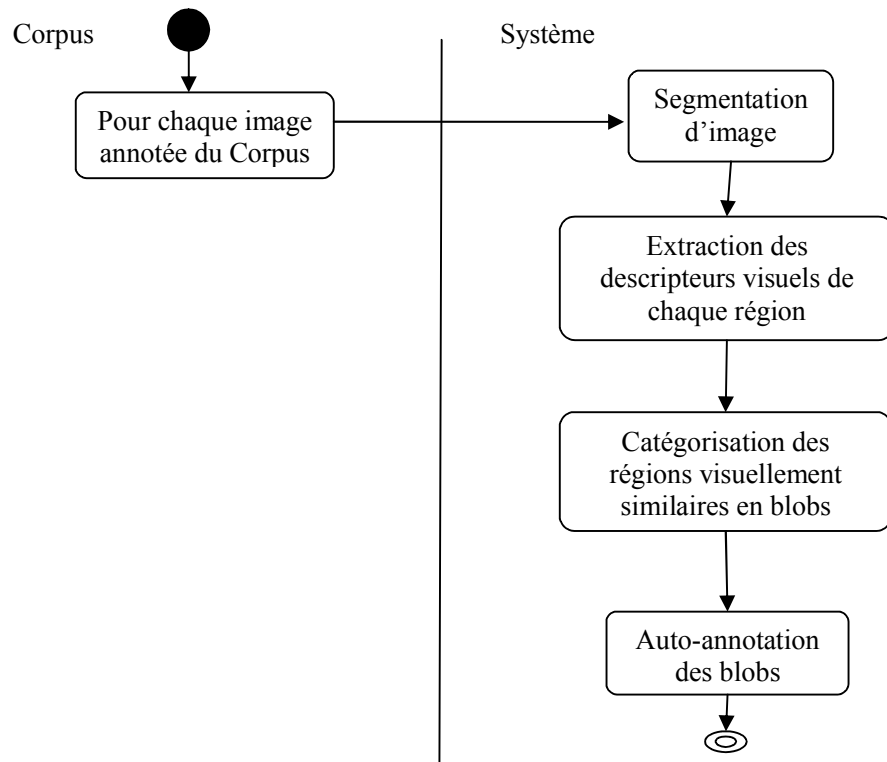 Corpus
Système
Pour chaque image
annotée du Corpus
Segmentation
d’image
Extraction des
descripteurs visuels de
chaque région
Catégorisation des
régions visuellement
similaires en blobs
Auto-annotation
des blobs